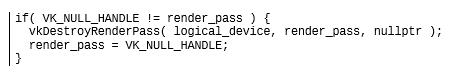 if( VK_NULL_HANDLE != render_pass ) {
  vkDestroyRenderPass( logical_device, render_pass, nullptr );
  render_pass = VK_NULL_HANDLE;
}